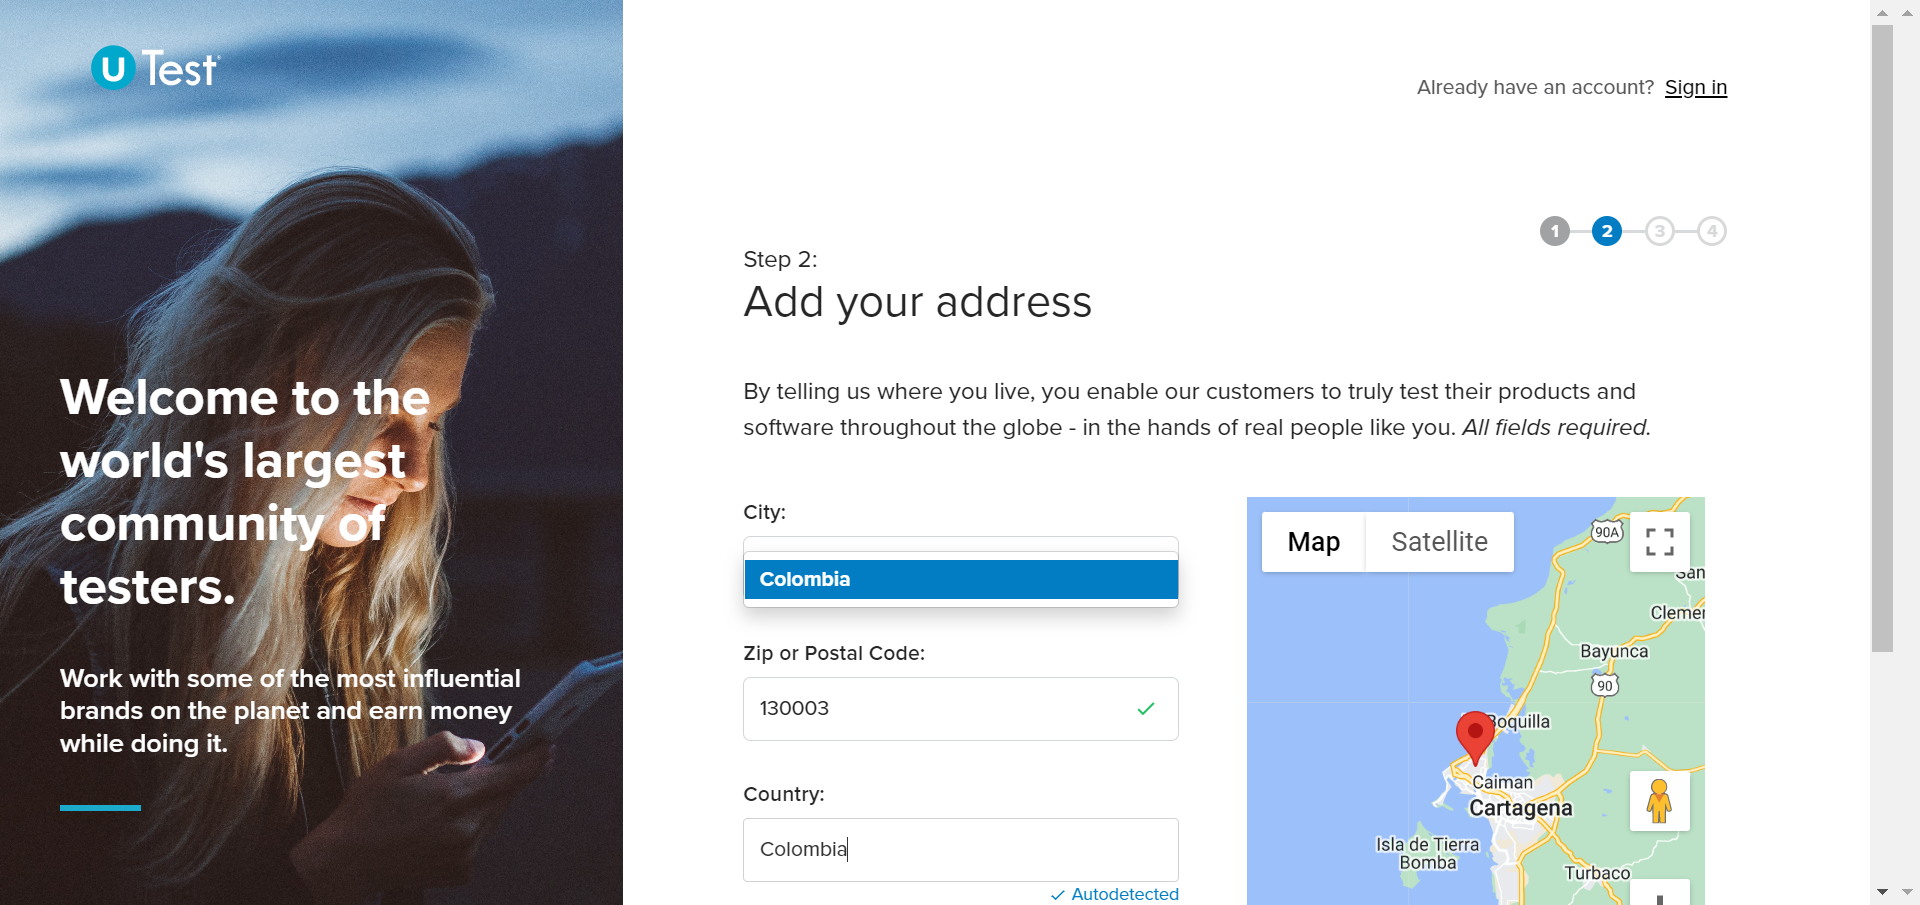 u Test
Already have an account? Sign in
1 2 3 4
Step 2:
Add your address
Welcome to the
world's largest
community of
testers.
Work with some of the most influential
brands on the planet and earn money
while doing it.
By telling us where you live, you enable our customers to truly test their products and
software throughout the globe - in the hands of real people like you. All fields required.
City:
Colombia
Zip or Postal Code:
130003
Country:
Colombia
Autodetected
Map Satellite
90A
San
Clemen
Bayunca
90
Boquilla
Caiman
Cartagena
Isla de Tierra
Bomba
Turbaco